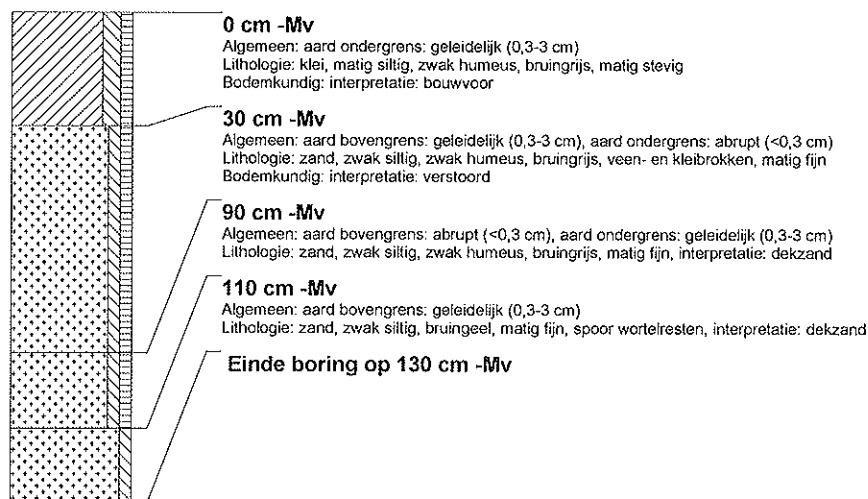 0 cm -Mv
Algemeen: aard ondergrens: geleidelijk (0,3-3 cm)
Lithologie: klei, matig siltig, zwak humeus, bruingrijs, matig stevig
Bodemkundig: interpretatie: bouwvoor
30 cm -Mv
Algemeen: aard bovengrens: geleidelijk (0,3-3 cm), aard ondergrens: abrupt (<0,3 cm)
Lithologie: zand, zwak siltig, zwak humeus, bruingrijs, veen- en kleibrokken, matig fijn
Bodemkundig: interpretatie: verstoord
90 cm -Mv
Algemeen: aard bovengrens: abrupt (<0,3 cm), aard ondergrens: geleidelijk (0,3-3 cm)
Lithologie: zand, zwak siltig, zwak humeus, bruingrijs, matig fijn, interpretatie: dekzand
110 cm -Mv
Algemeen: aard bovengrens: geleidelijk (0,3-3 cm)
Lithologie: zand, zwak siltig, bruingeel, matig fijn, spoor wortelresten, interpretatie: dekzand
Einde boring op 130 cm -Mv